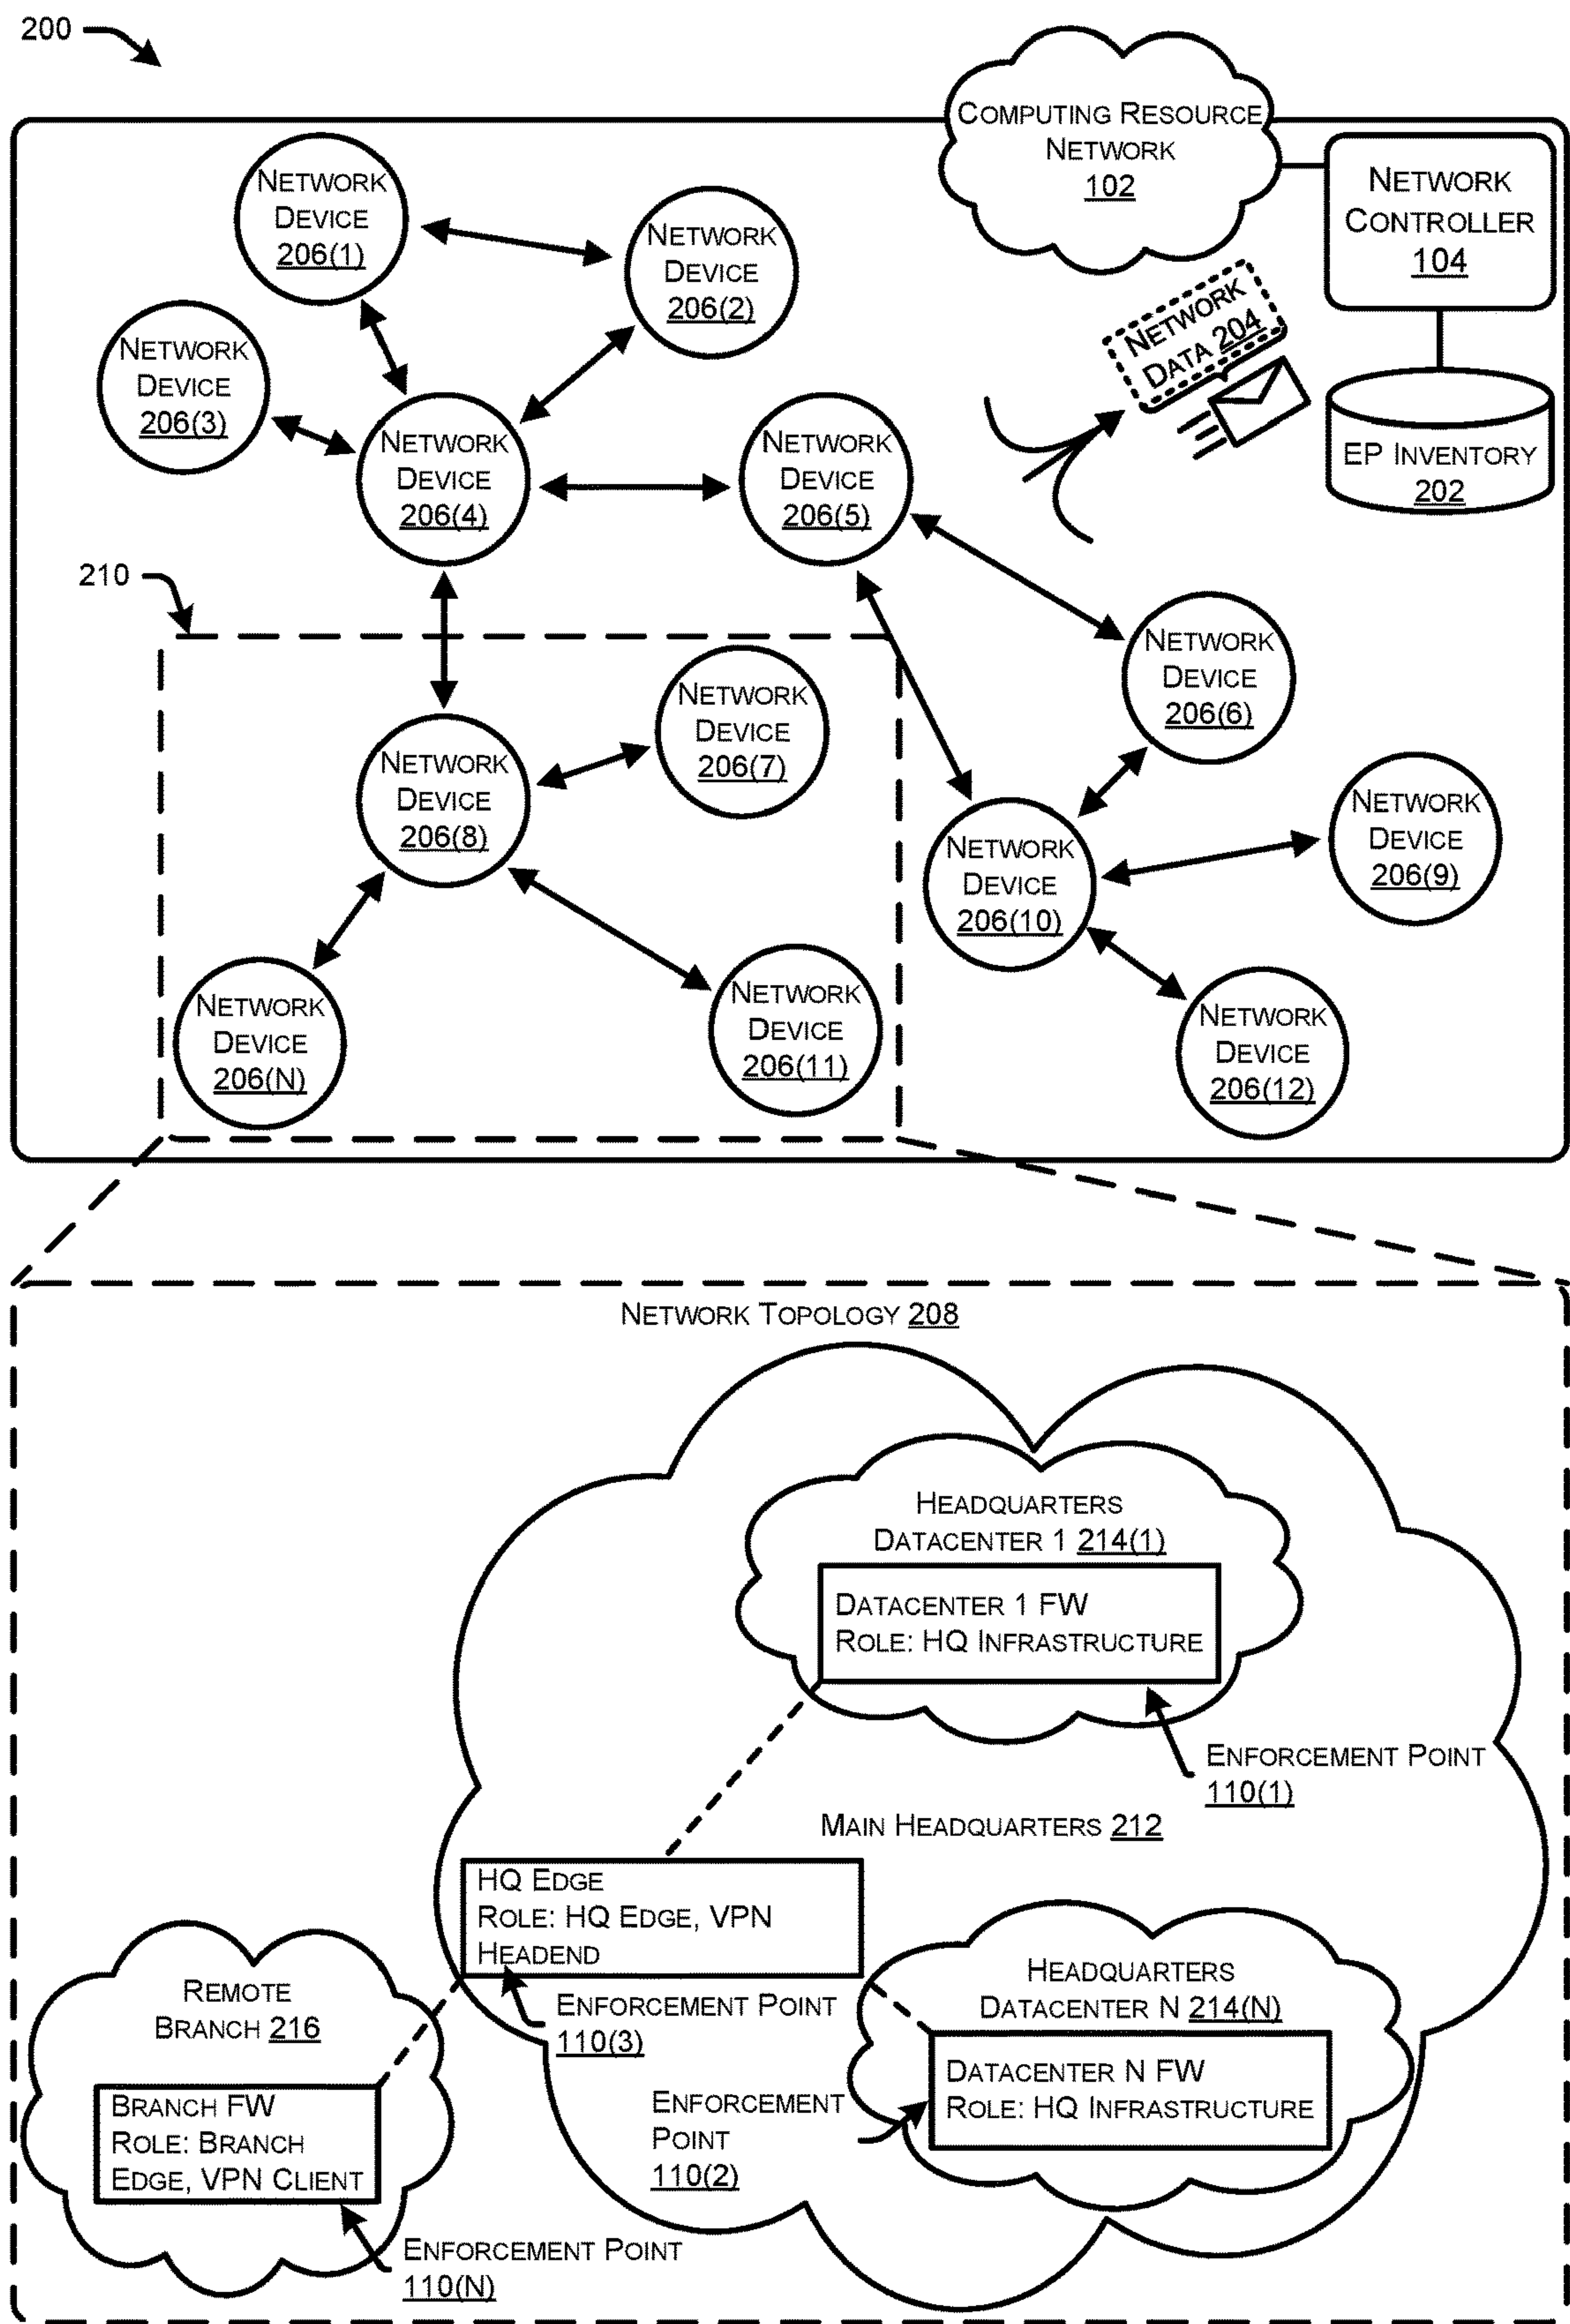 200
COMPUTING RESOURCE
NETWORK
102
NETWORK
CONTROLLER
104
NETWORK
DEVICE
206(1)
NETWORK
DEVICE
206(2)
NETWORK
DATA 204
NETWORK
DEVICE
206(3)
NETWORK
DEVICE
206(4)
NETWORK
DEVICE
206(5)
EP INVENTORY
202
210
NETWORK
DEVICE
206(6)
NETWORK
DEVICE
206(7)
NETWORK
DEVICE
206(8)
NETWORK
DEVICE
206(9)
NETWORK
DEVICE
206(10)
NETWORK
DEVICE
206(N)
NETWORK
DEVICE
206(11)
NETWORK
DEVICE
206(12)
NETWORK TOPOLOGY 208
HEADQUARTERS
DATACENTER 1 214(1)
DATACENTER 1 FW
ROLE: HQ INFRASTRUCTURE
ENFORCEMENT POINT
110(1)
MAIN HEADQUARTERS 212
HQ EDGE
ROLE: HQ EDGE, VPN
HEADEND
ENFORCEMENT POINT
110(3)
HEADQUARTERS
DATACENTER N 214(N)
DATACENTER N FW
ROLE: HQ INFRASTRUCTURE
ENFORCEMENT
POINT
110(2)
REMOTE
BRANCH 216
BRANCH FW
ROLE: BRANCH
EDGE, VPN CLIENT
ENFORCEMENT POINT
110(N)